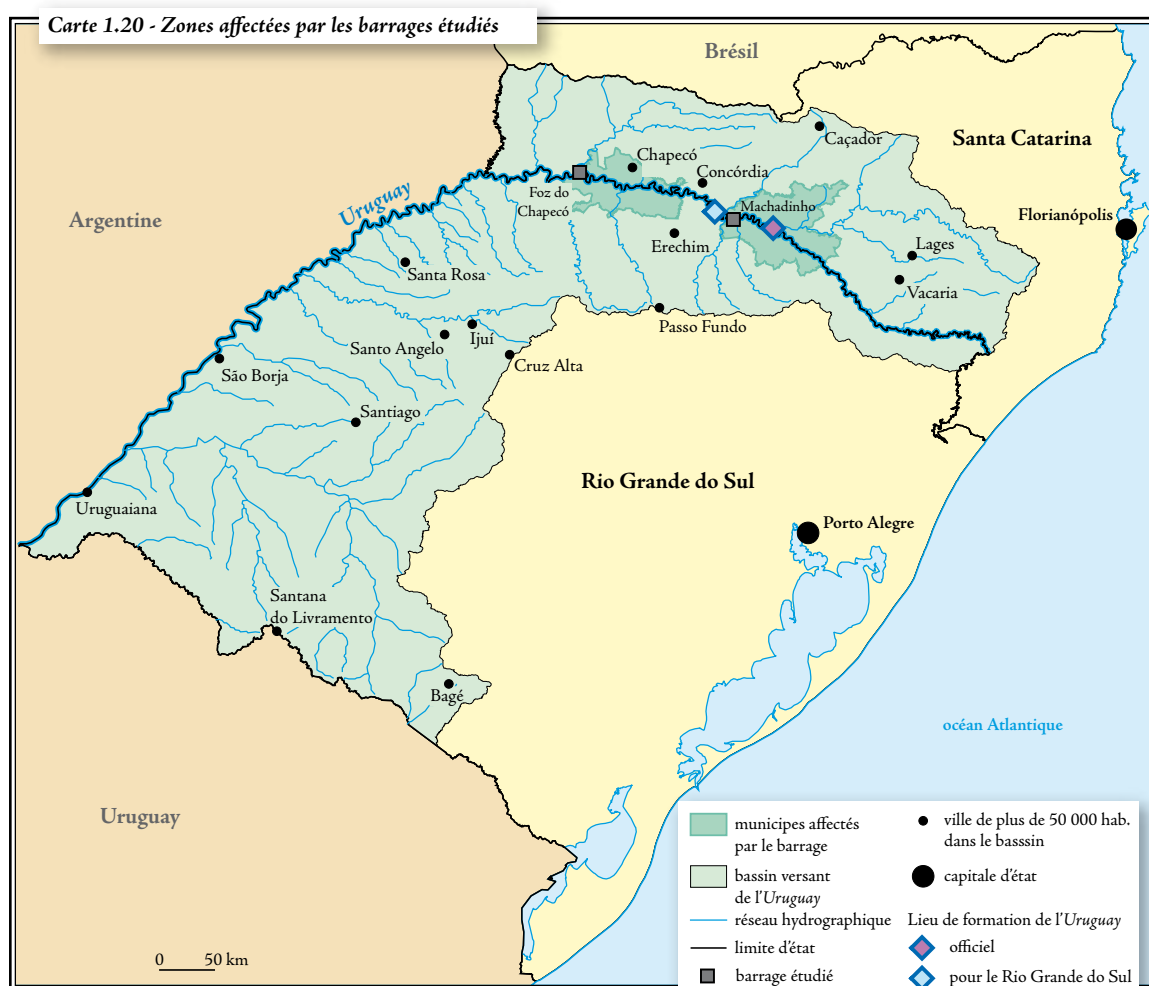 Carte 1.20 - Zones affectées par les barrages étudiés
Brésil
Santa Catarina
Caçador
Chapecó
Concórdia
Foz do
Chapecó
Machadinho
Uruguay
Argentine
Florianópolis
Erechim
Lages
Santa Rosa
Vacaria
Passo Fundo
Ijuí
Santo Angelo
Cruz Alta
São Borja
Santiago
Rio Grande do Sul
Uruguaiana
Porto Alegre
Santana
do Livramento
Bagé
océan Atlantique
Uruguay
municipes affectés
par le barrage
bassin versant
de l'Uruguay
réseau hydrographique
limite d'état
barrage étudié
ville de plus de 50 000 hab.
dans le basssin
capitale d'état
Lieu de formation de l'Uruguay
officiel
pour le Rio Grande do Sul
0 50 km